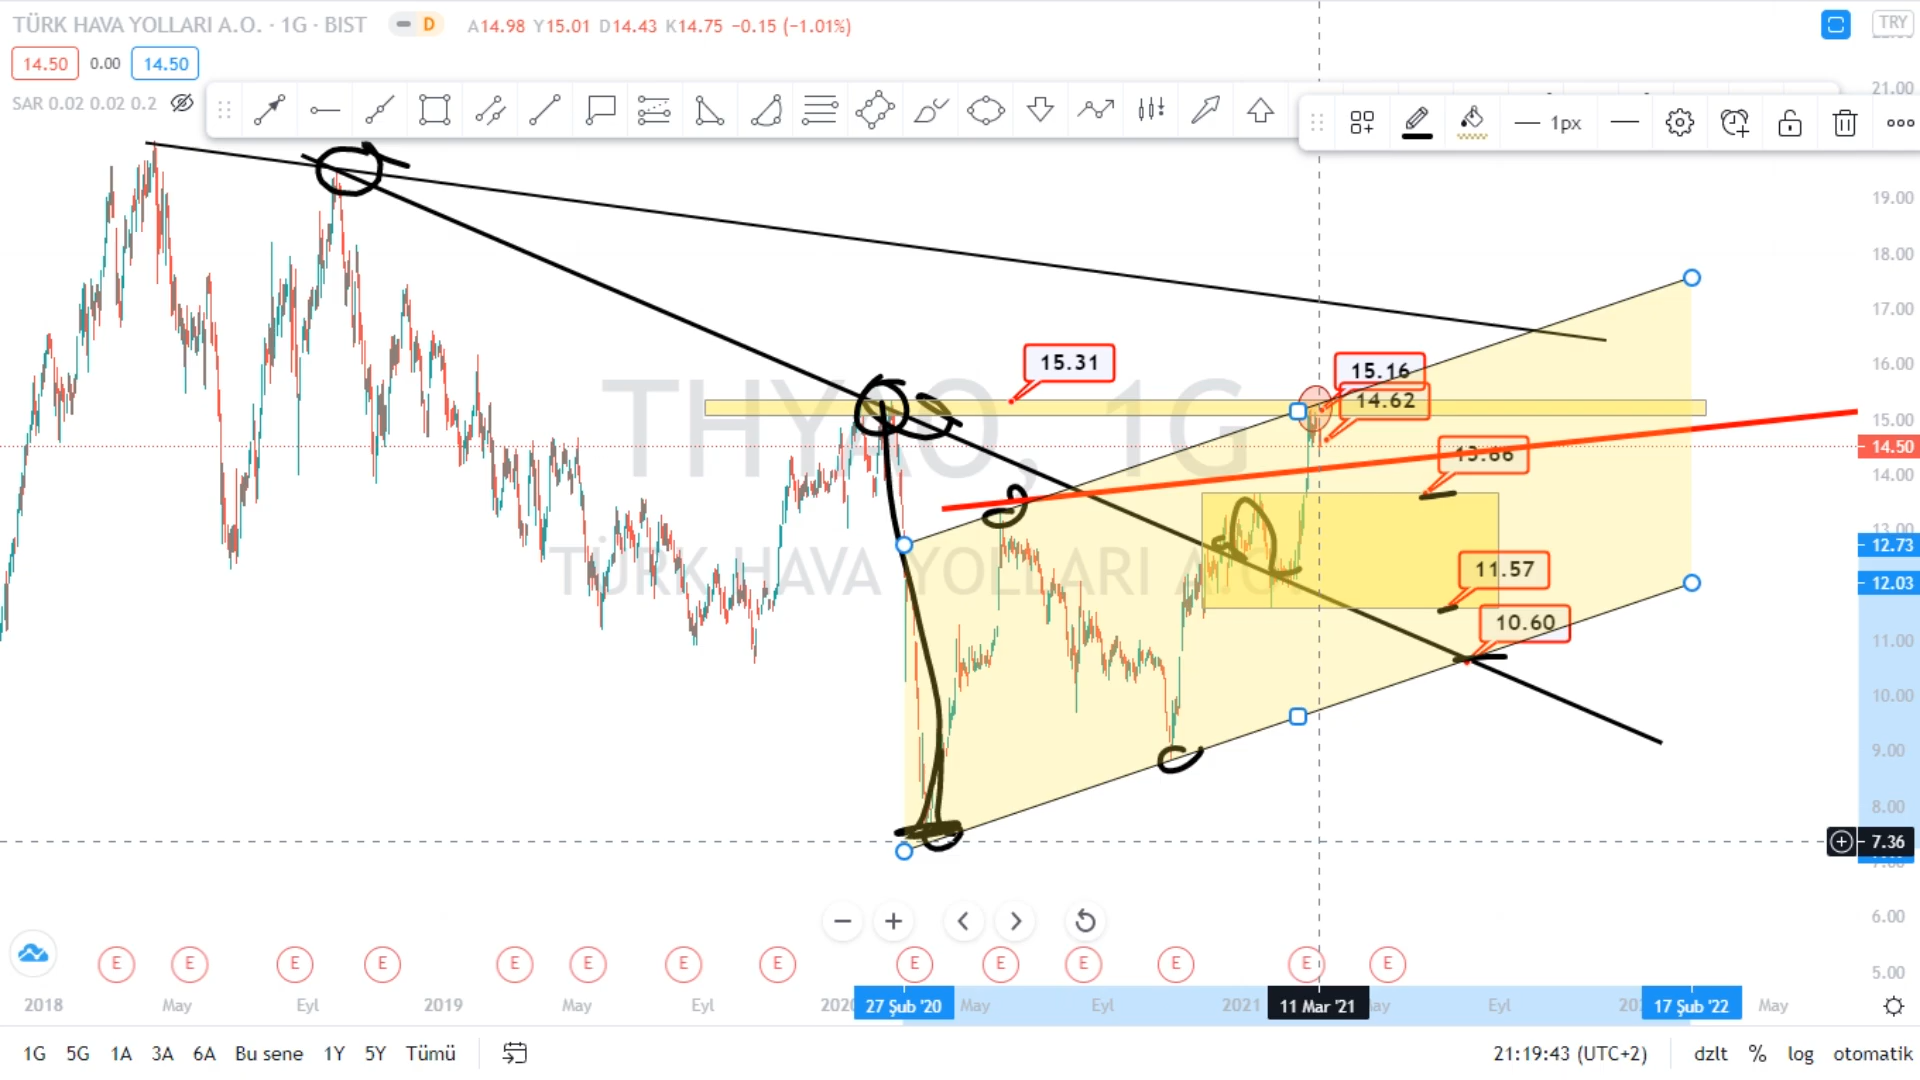 TÜRK HAVA YOLLARI A.O. · 1G · BIST
D
A14.98 Y15.01 D14.43 K14.75 −0.15 (−1.01%)
TRY
14.50 0.00 14.50
SAR 0.02 0.02 0.2
21.00
1px
19.00
18.00
17.00
16.00
15.31
15.16
14.62
15.00
THYAO, 1G
14.50
14.00
13.00
12.73
TÜRK HAVA YOLLARI A.O.
11.57
12.03
10.60
11.00
10.00
9.00
8.00
7.36
6.00
E E E E E E E E E E E E E E
5.00
2018 May Eyl 2019 May Eyl 2020 27 Şub '20 May Eyl 2021 11 Mar '21 Eyl 17 Şub '22 May
1G 5G 1A 3A 6A Bu sene 1Y 5Y Tümü
21:19:43 (UTC+2) dzlt % log otomatik